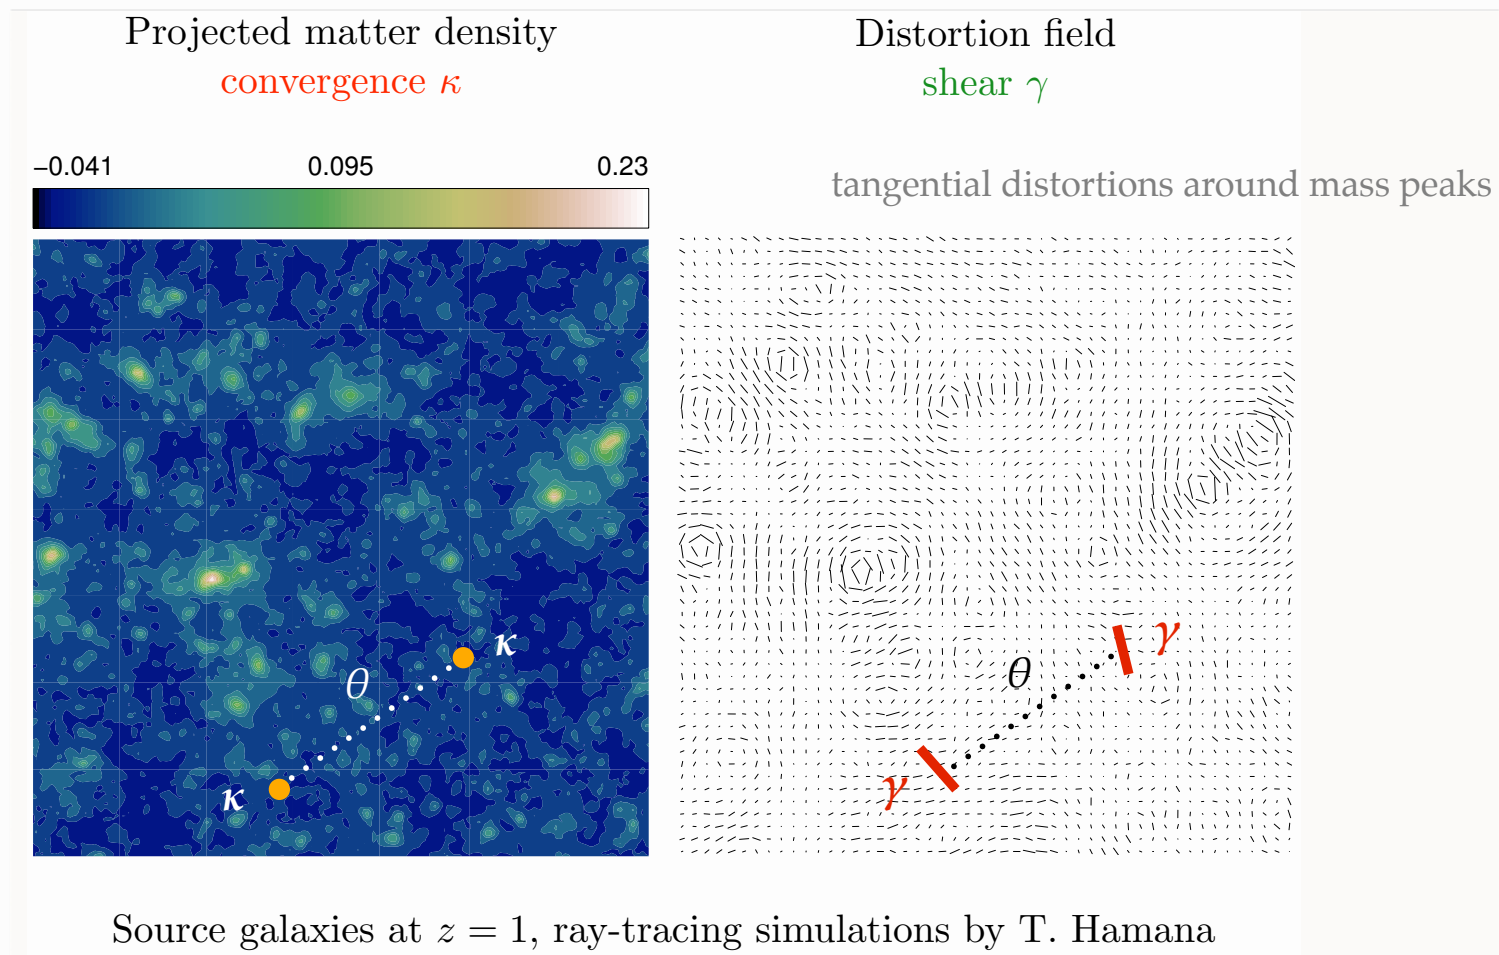 Projected matter density
convergence κ
Distortion field
shear γ
−0.041 0.095 0.23
tangential distortions around mass peaks
κ
θ
κ
γ
θ
γ
Source galaxies at z = 1, ray-tracing simulations by T. Hamana